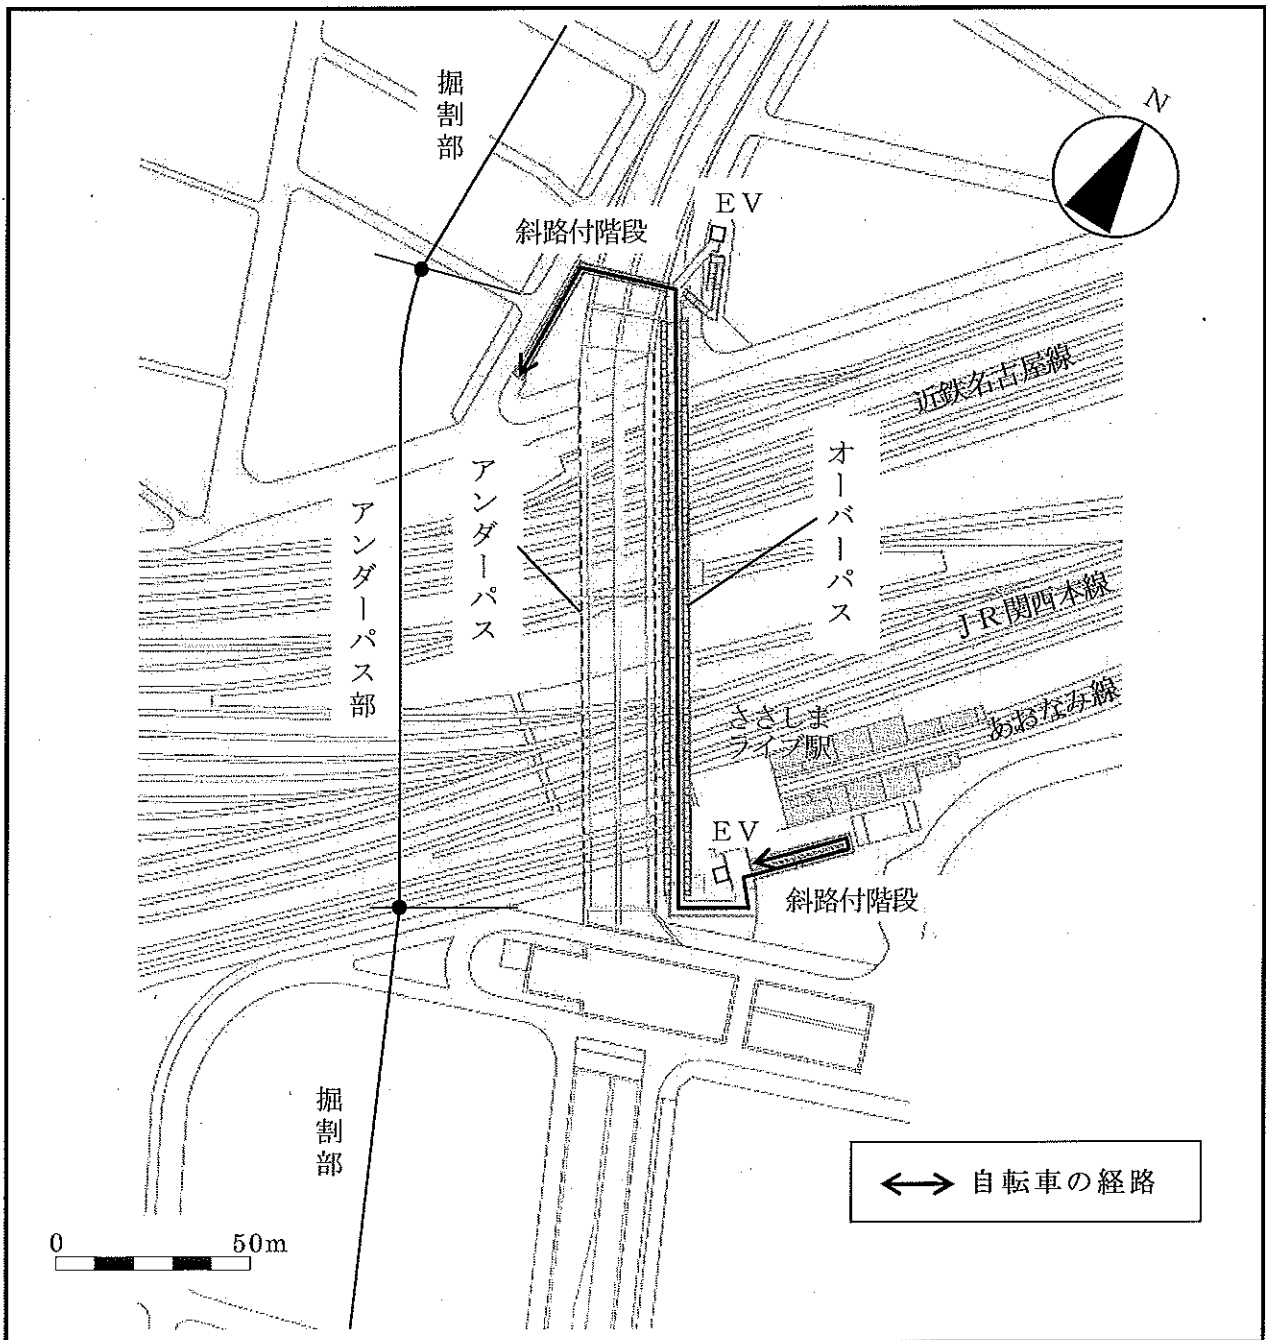 掘割部
N
EV
斜路付階段
近鉄名古屋線
オーバーパス
アンダーパス
アンダーパス部
JR関西本線
あおなみ線
ささしま
ライブ駅
EV
斜路付階段
掘割部
自転車の経路
0 50m